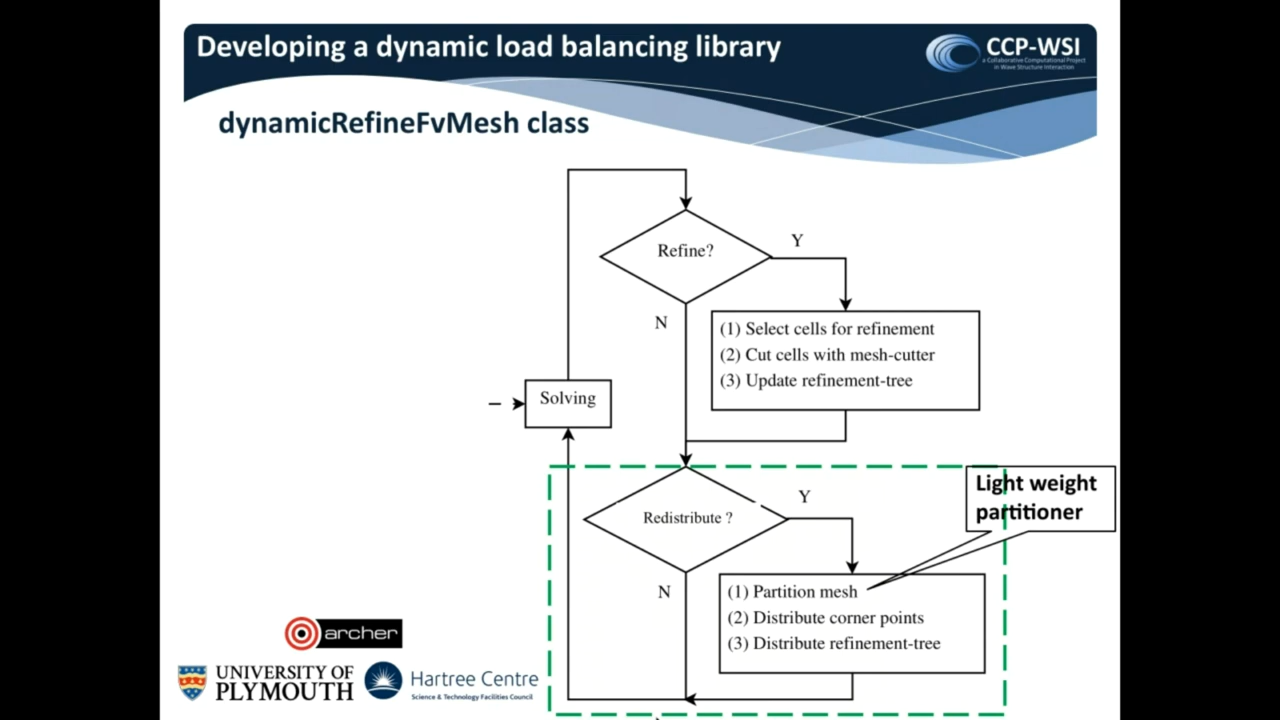 Developing a dynamic load balancing library
CCP-WSI
a Collaborative Computational Project
in Wave Structure Interaction
dynamicRefineFvMesh class
Refine?
Y
N
(1) Select cells for refinement
(2) Cut cells with mesh-cutter
(3) Update refinement-tree
Solving
Light weight
partitioner
Redistribute ?
Y
N
(1) Partition mesh
(2) Distribute corner points
(3) Distribute refinement-tree
archer
UNIVERSITY OF
PLYMOUTH
Hartree Centre
Science & Technology Facilities Council